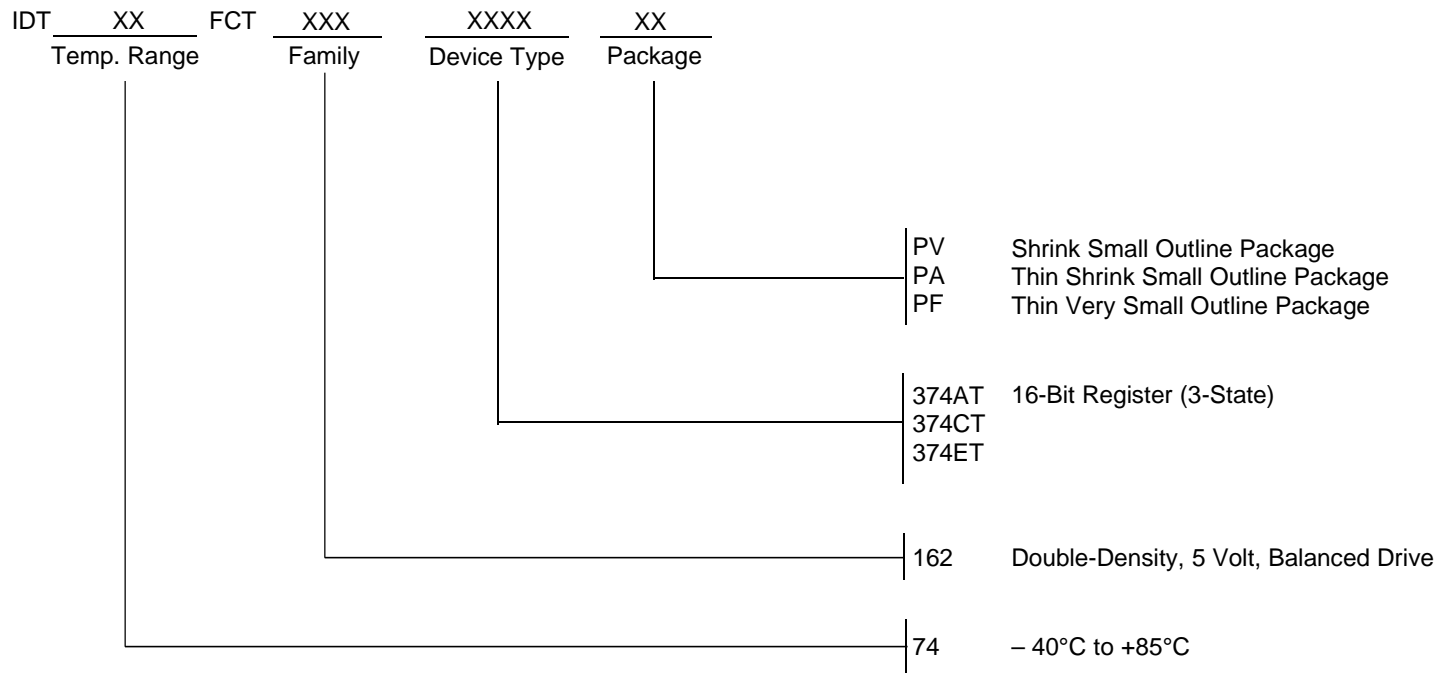 IDT XX FCT XXX XXXX XX
Temp. Range Family Device Type Package
PV Shrink Small Outline Package
PA Thin Shrink Small Outline Package
PF Thin Very Small Outline Package
374AT 16-Bit Register (3-State)
374CT
374ET
162 Double-Density, 5 Volt, Balanced Drive
74 – 40°C to +85°C